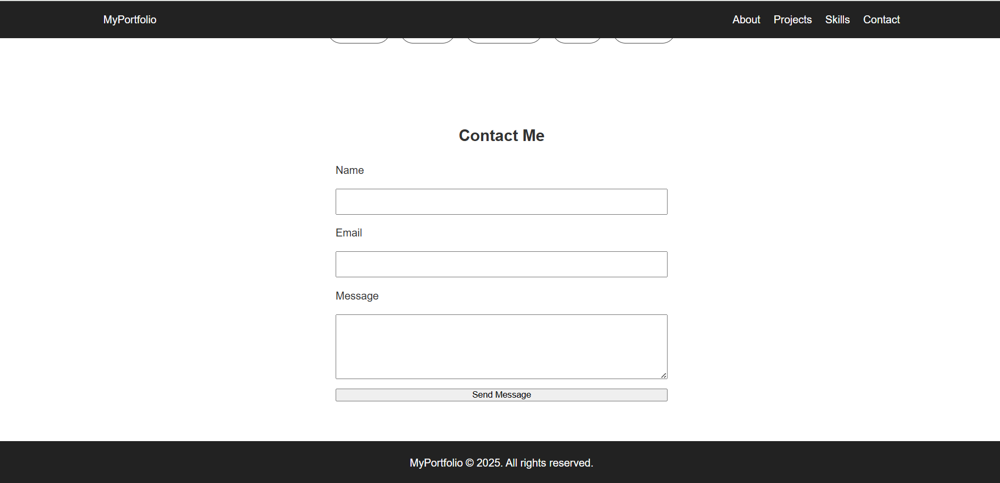 MyPortfolio
About Projects Skills Contact
Contact Me
Name
Email
Message
Send Message
MyPortfolio © 2025. All rights reserved.